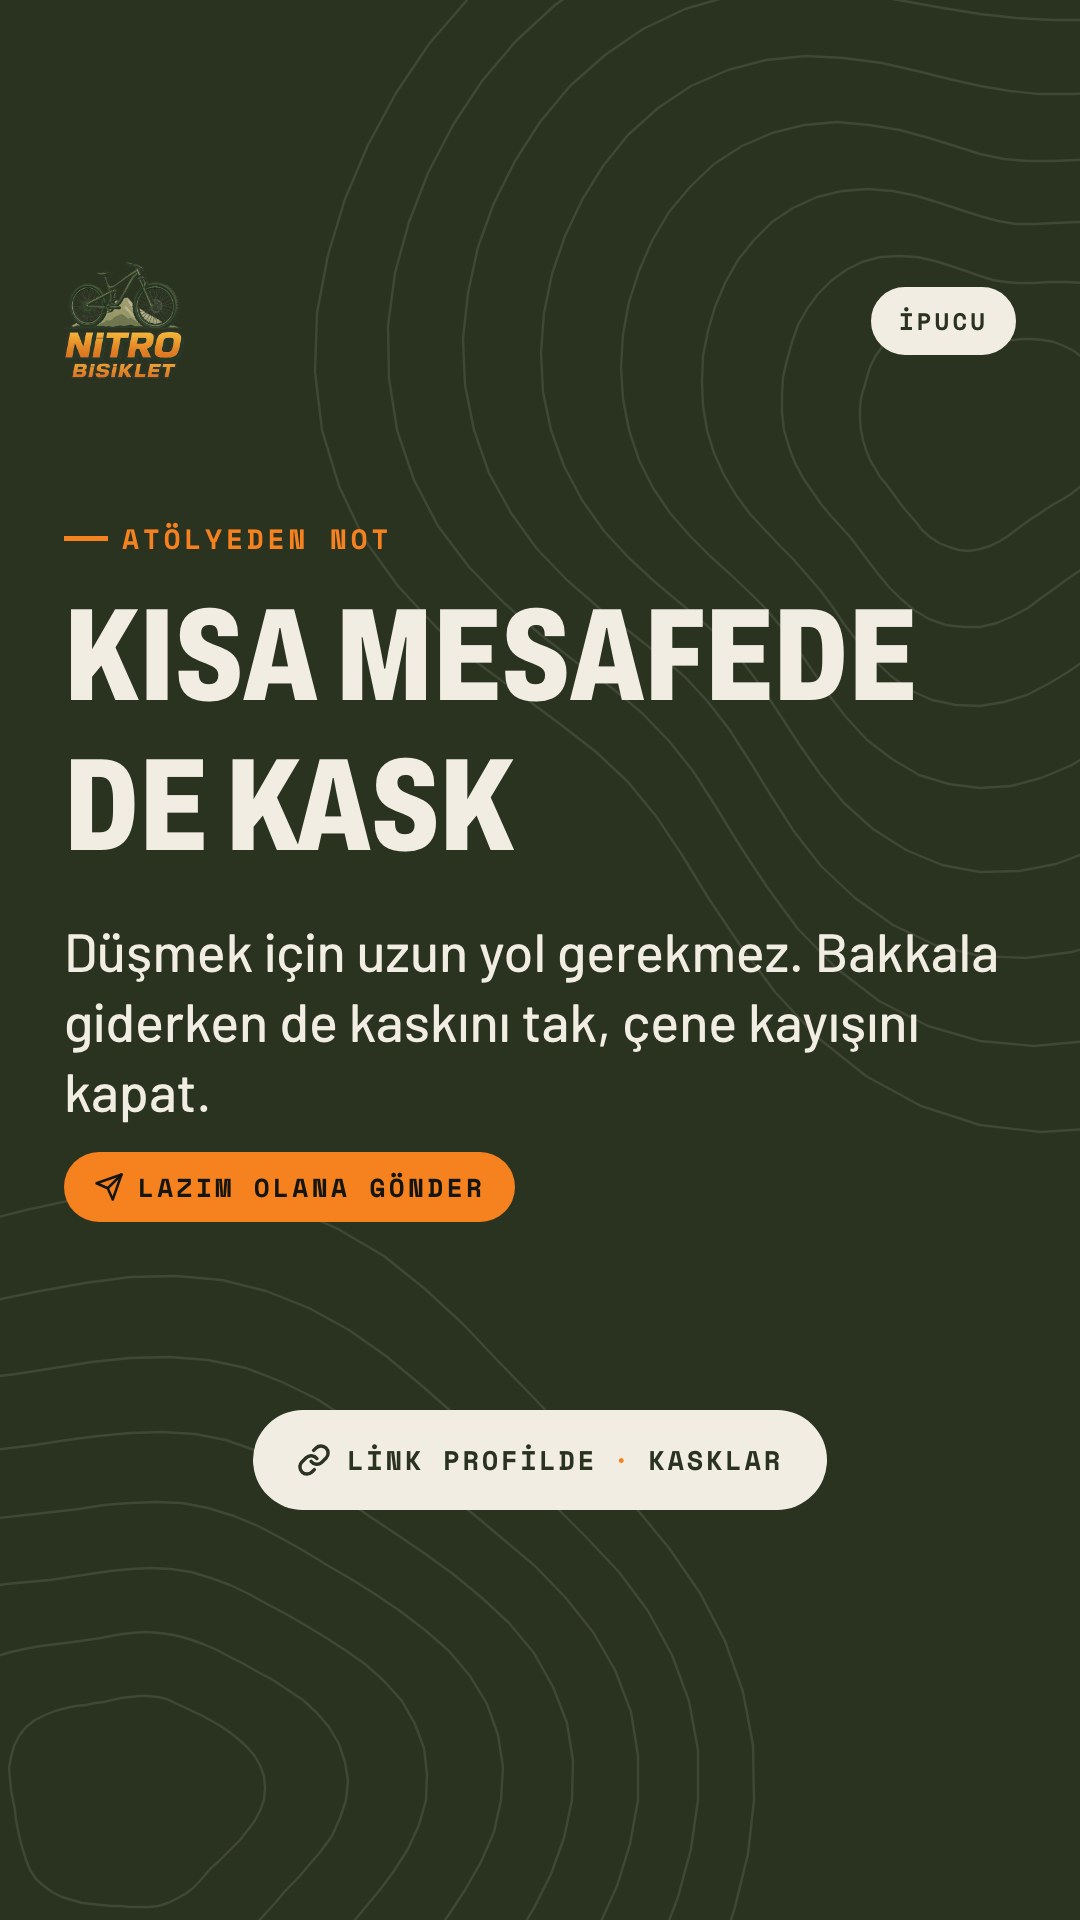 NiTRO
BiSiKLET
İPUCU
ATÖLYEDEN NOT
KISA MESAFEDE
DE KASK
Düşmek için uzun yol gerekmez. Bakkala
giderken de kaskını tak, çene kayışını
kapat.
LAZIM OLANA GÖNDER
LİNK PROFİLDE · KASKLAR